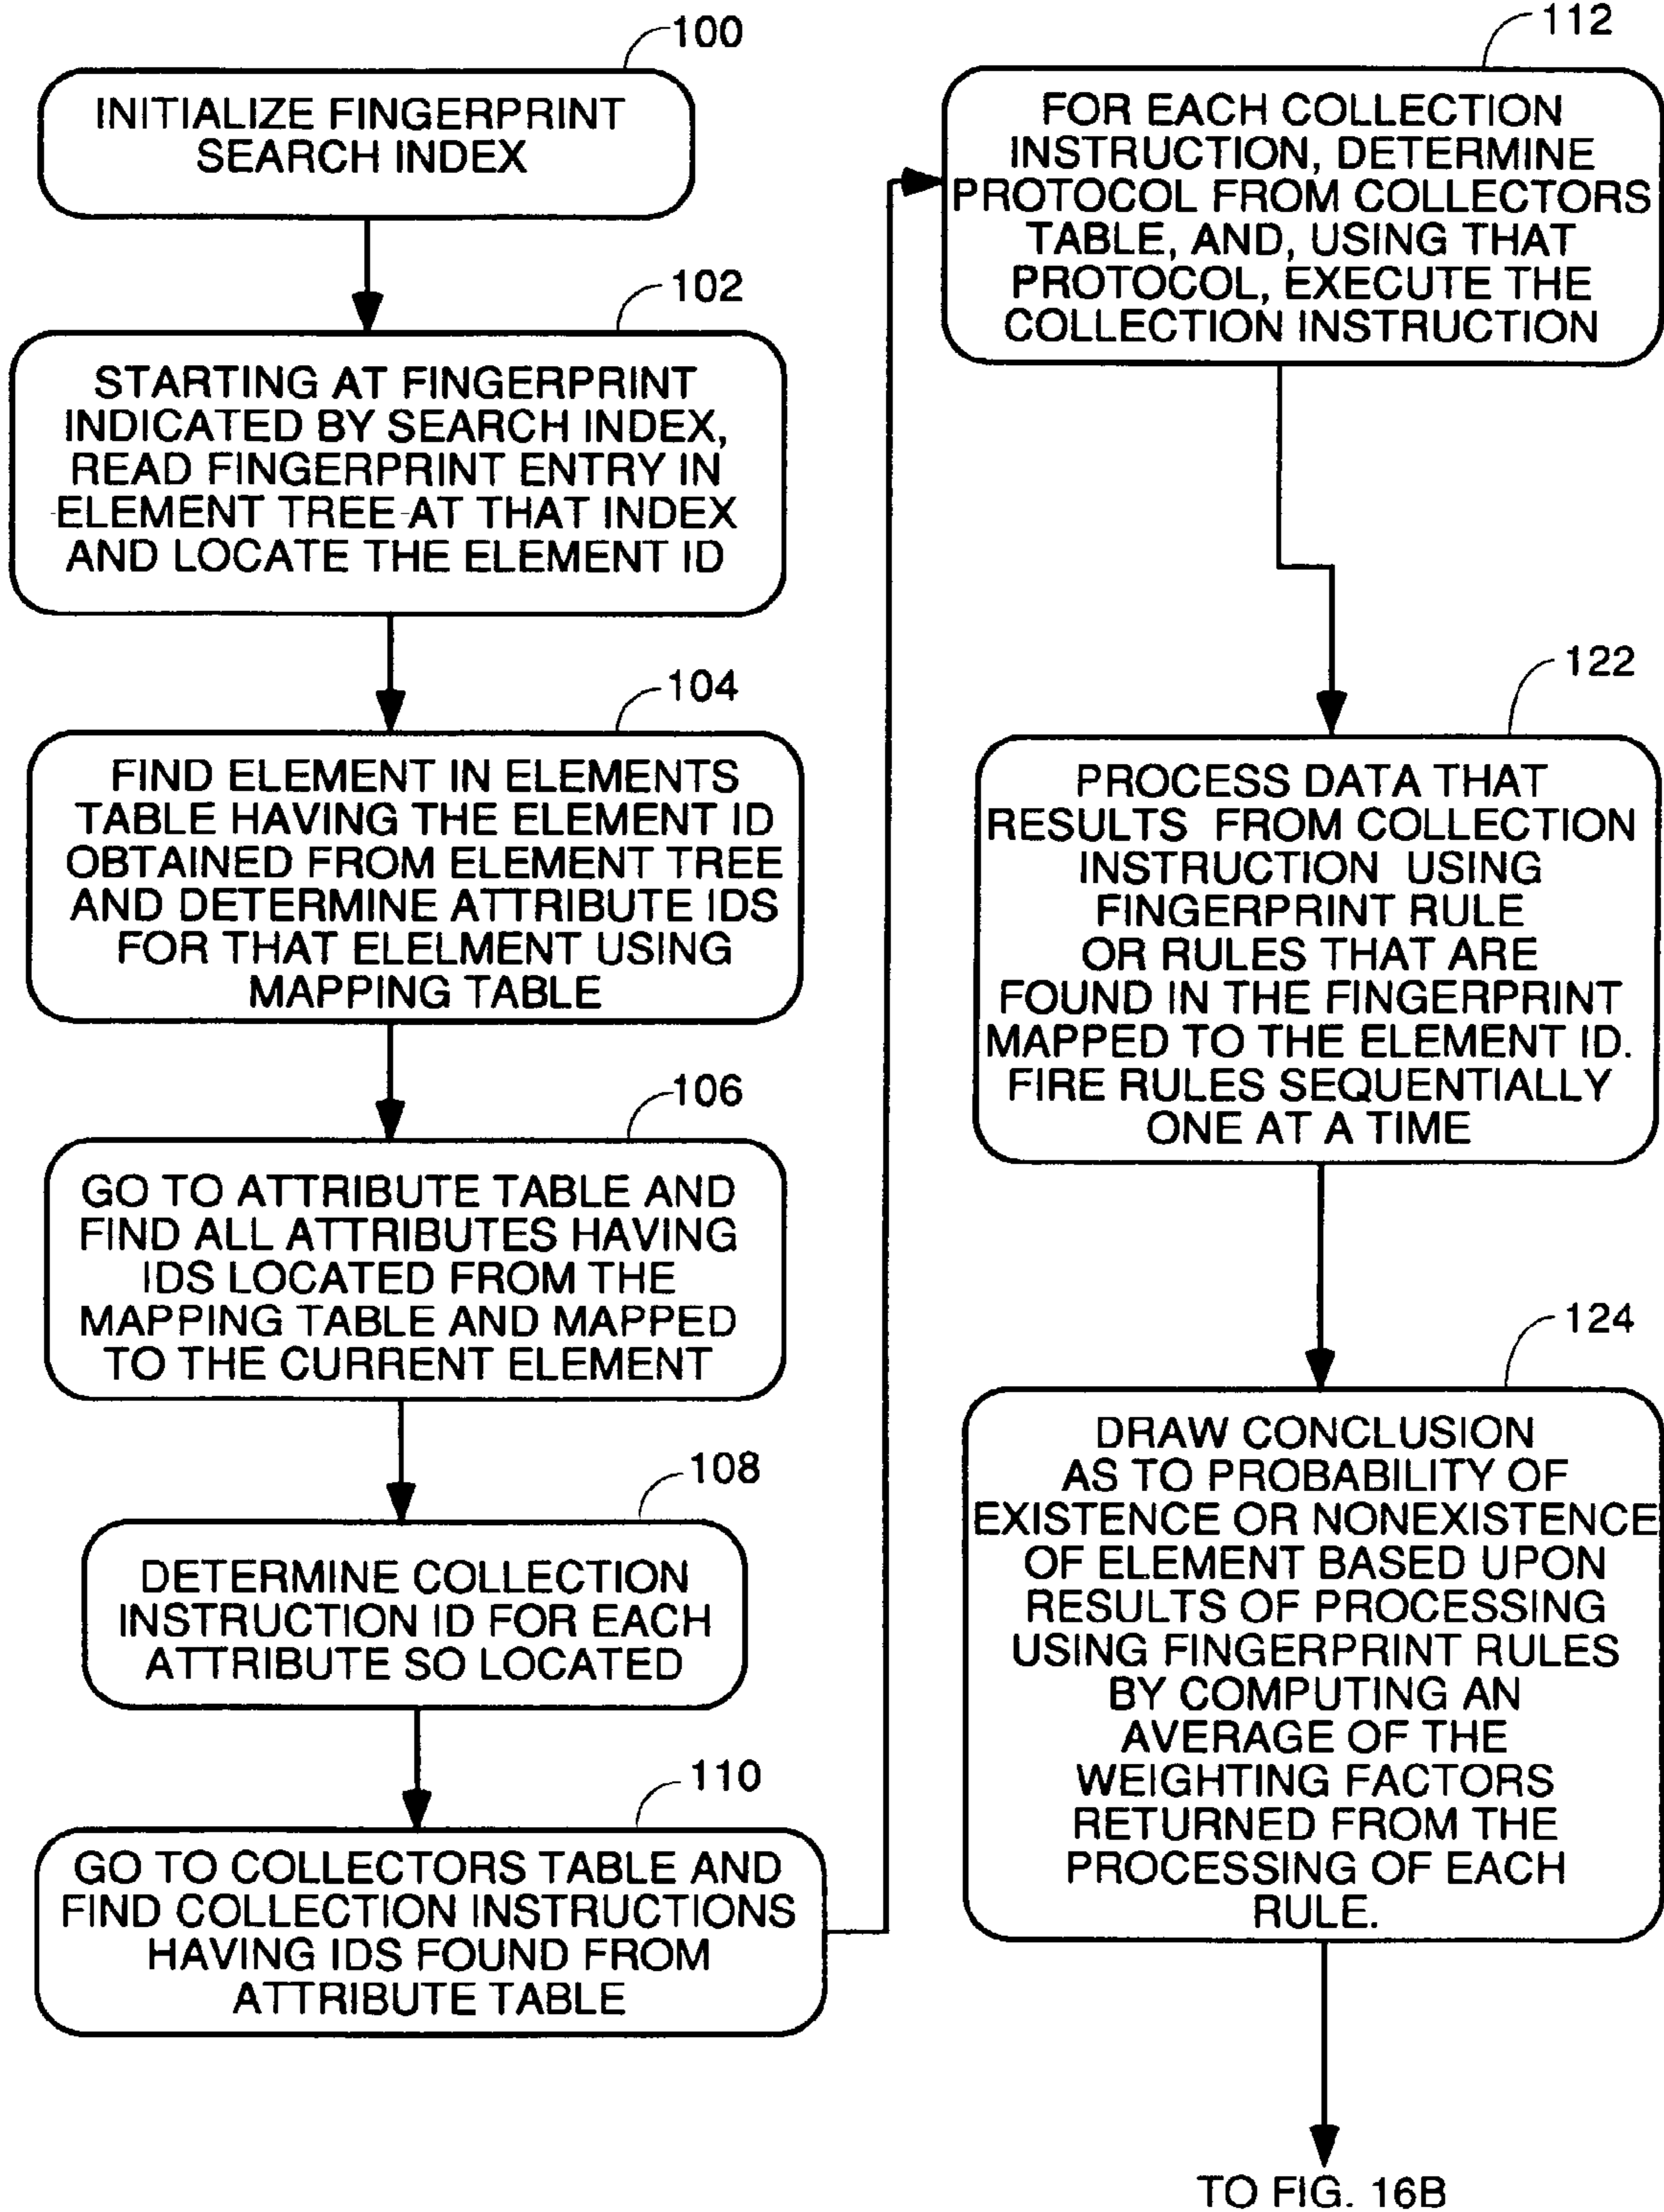 100
INITIALIZE FINGERPRINT
SEARCH INDEX
102
STARTING AT FINGERPRINT
INDICATED BY SEARCH INDEX,
READ FINGERPRINT ENTRY IN
ELEMENT TREE AT THAT INDEX
AND LOCATE THE ELEMENT ID
104
FIND ELEMENT IN ELEMENTS
TABLE HAVING THE ELEMENT ID
OBTAINED FROM ELEMENT TREE
AND DETERMINE ATTRIBUTE IDS
FOR THAT ELELMENT USING
MAPPING TABLE
106
GO TO ATTRIBUTE TABLE AND
FIND ALL ATTRIBUTES HAVING
IDS LOCATED FROM THE
MAPPING TABLE AND MAPPED
TO THE CURRENT ELEMENT
108
DETERMINE COLLECTION
INSTRUCTION ID FOR EACH
ATTRIBUTE SO LOCATED
110
GO TO COLLECTORS TABLE AND
FIND COLLECTION INSTRUCTIONS
HAVING IDS FOUND FROM
ATTRIBUTE TABLE
112
FOR EACH COLLECTION
INSTRUCTION, DETERMINE
PROTOCOL FROM COLLECTORS
TABLE, AND, USING THAT
PROTOCOL, EXECUTE THE
COLLECTION INSTRUCTION
122
PROCESS DATA THAT
RESULTS FROM COLLECTION
INSTRUCTION USING
FINGERPRINT RULE
OR RULES THAT ARE
FOUND IN THE FINGERPRINT
MAPPED TO THE ELEMENT ID.
FIRE RULES SEQUENTIALLY
ONE AT A TIME
124
DRAW CONCLUSION
AS TO PROBABILITY OF
EXISTENCE OR NONEXISTENCE
OF ELEMENT BASED UPON
RESULTS OF PROCESSING
USING FINGERPRINT RULES
BY COMPUTING AN
AVERAGE OF THE
WEIGHTING FACTORS
RETURNED FROM THE
PROCESSING OF EACH
RULE.
TO FIG. 16B